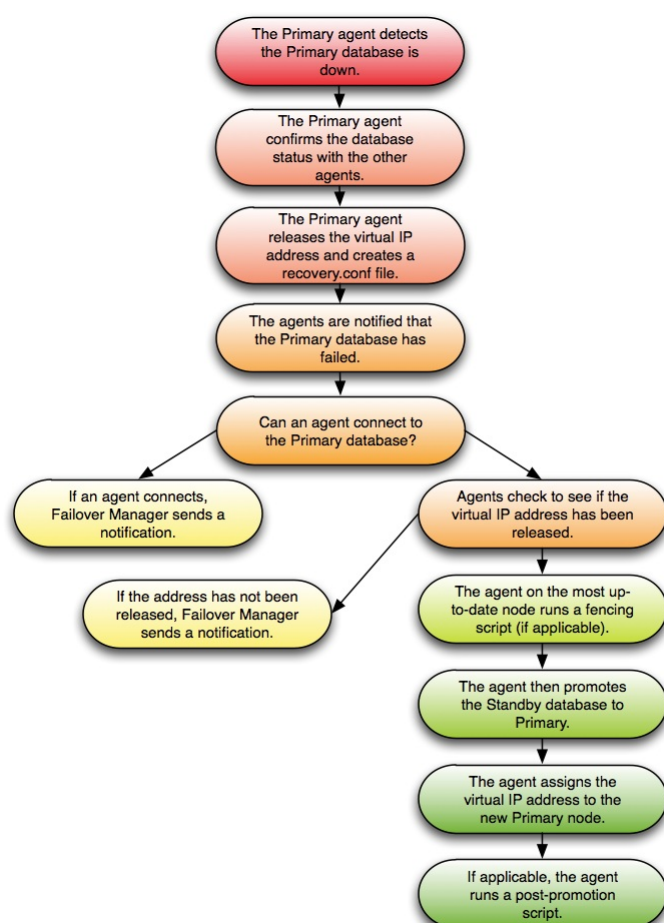 The Primary agent detects
the Primary database is
down.
The Primary agent
confirms the database
status with the other
agents.
The Primary agent
releases the virtual IP
address and creates a
recovery.conf file.
The agents are notified that
the Primary database has
failed.
Can an agent connect to
the Primary database?
If an agent connects,
Failover Manager sends a
notification.
Agents check to see if the
virtual IP address has been
released.
If the address has not been
released, Failover Manager
sends a notification.
The agent on the most up-
to-date node runs a fencing
script (if applicable).
The agent then promotes
the Standby database to
Primary.
The agent assigns the
virtual IP address to the
new Primary node.
If applicable, the agent
runs a post-promotion
script.